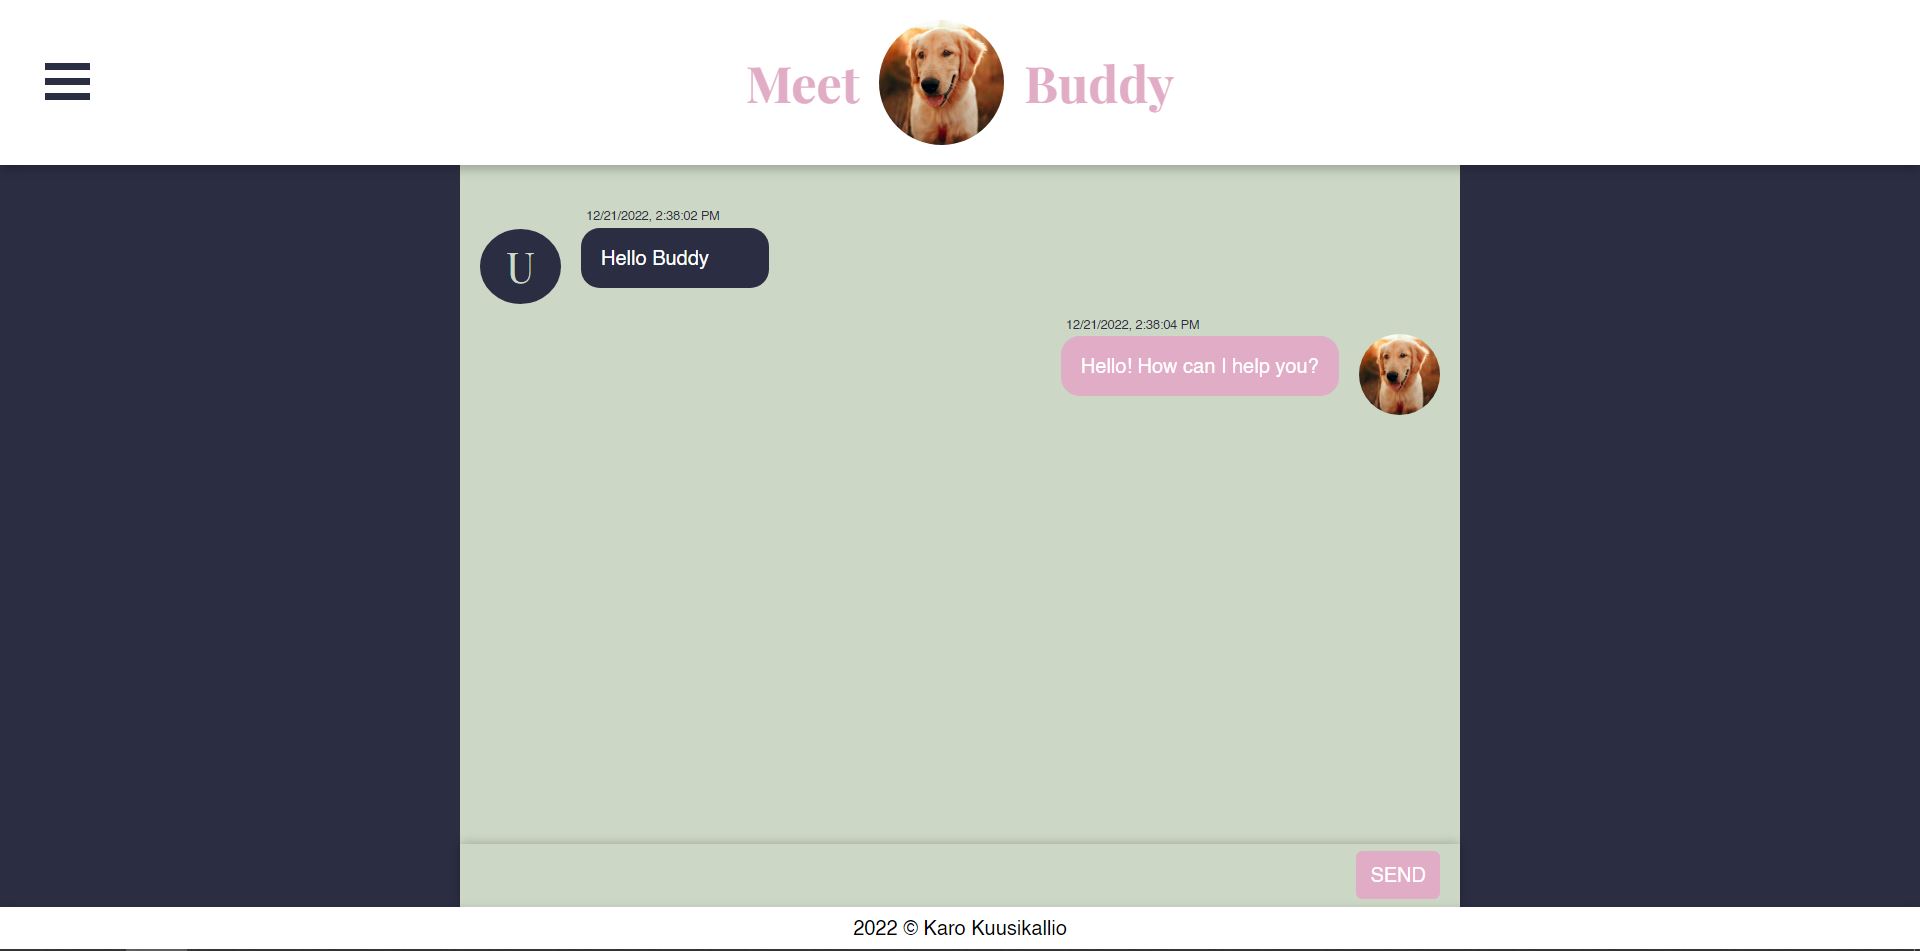 Meet Buddy
12/21/2022, 2:38:02 PM
U
Hello Buddy
12/21/2022, 2:38:04 PM
Hello! How can I help you?
SEND
2022 © Karo Kuusikallio